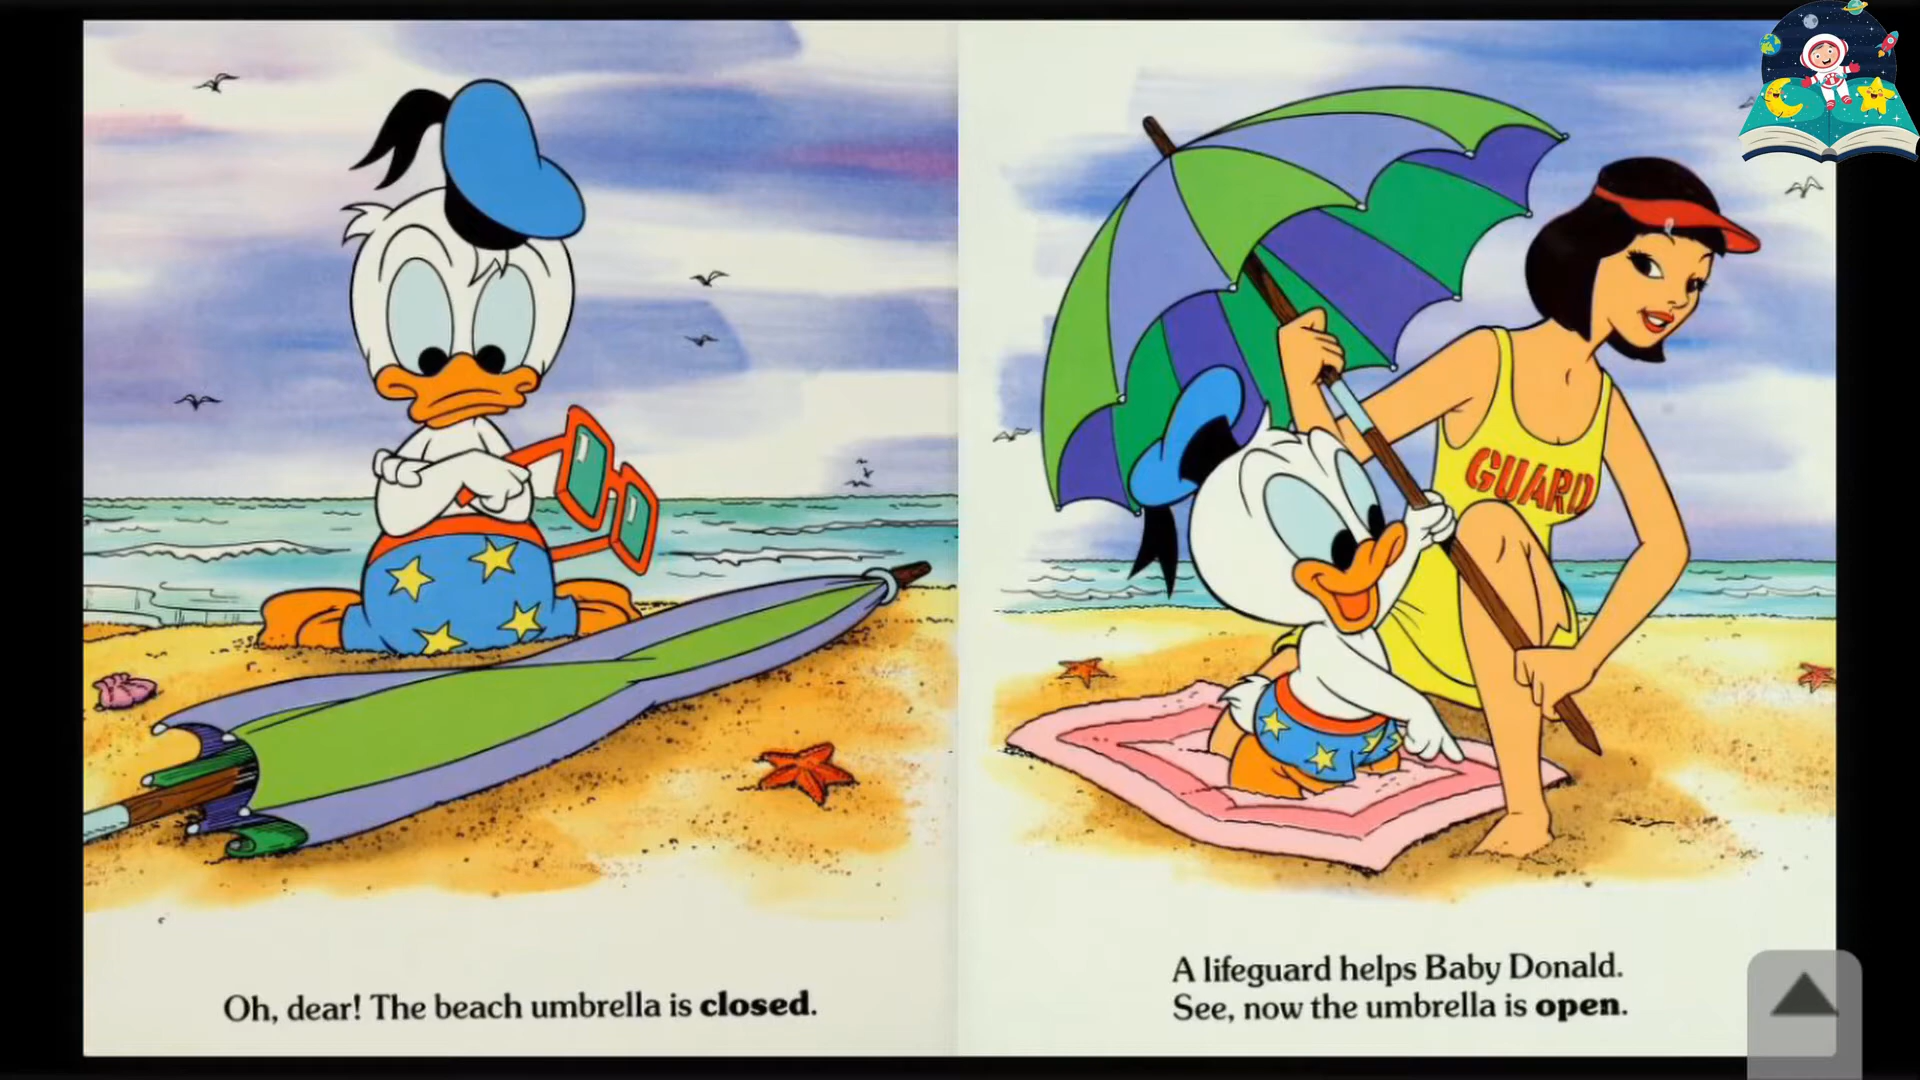 Oh, dear! The beach umbrella is closed.
GUARD
A lifeguard helps Baby Donald.
See, now the umbrella is open.